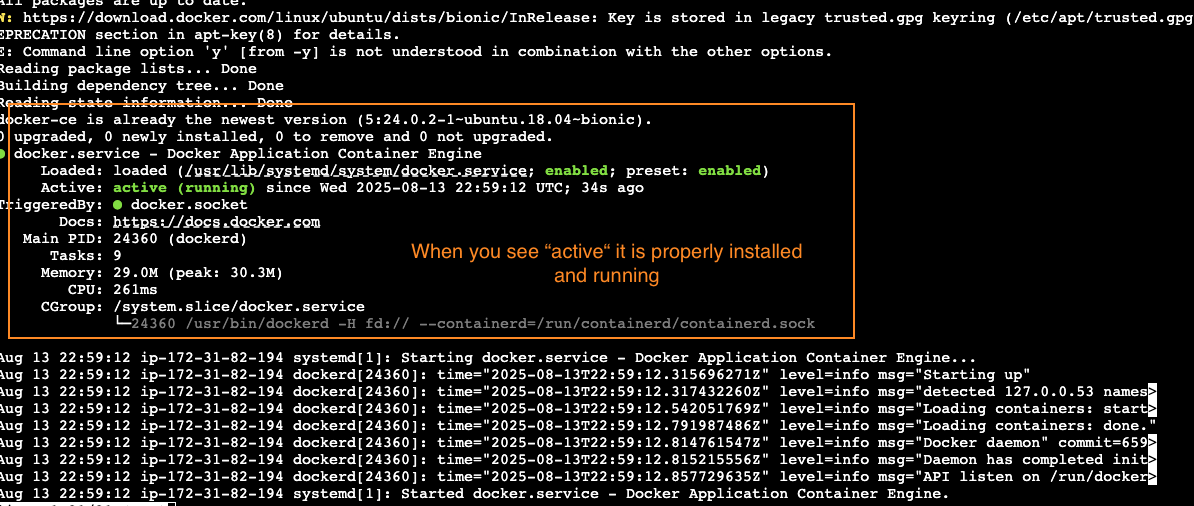 All packages are up to date.
W: https://download.docker.com/linux/ubuntu/dists/bionic/InRelease: Key is stored in legacy trusted.gpg keyring (/etc/apt/trusted.gpg
EPRECATION section in apt-key(8) for details.
E: Command line option 'y' [from -y] is not understood in combination with the other options.
Reading package lists... Done
Building dependency tree... Done
Reading state information... Done
docker-ce is already the newest version (5:24.0.2-1~ubuntu.18.04~bionic).
0 upgraded, 0 newly installed, 0 to remove and 0 not upgraded.
● docker.service - Docker Application Container Engine
Loaded: loaded (/usr/lib/systemd/system/docker.service; enabled; preset: enabled)
Active: active (running) since Wed 2025-08-13 22:59:12 UTC; 34s ago
TriggeredBy: ● docker.socket
Docs: https://docs.docker.com
Main PID: 24360 (dockerd)
Tasks: 9
Memory: 29.0M (peak: 30.3M)
CPU: 261ms
CGroup: /system.slice/docker.service
└─24360 /usr/bin/dockerd -H fd:// --containerd=/run/containerd/containerd.sock
When you see “active“ it is properly installed
and running
Aug 13 22:59:12 ip-172-31-82-194 systemd[1]: Starting docker.service - Docker Application Container Engine...
Aug 13 22:59:12 ip-172-31-82-194 dockerd[24360]: time="2025-08-13T22:59:12.315696271Z" level=info msg="Starting up"
Aug 13 22:59:12 ip-172-31-82-194 dockerd[24360]: time="2025-08-13T22:59:12.317432260Z" level=info msg="detected 127.0.0.53 names>
Aug 13 22:59:12 ip-172-31-82-194 dockerd[24360]: time="2025-08-13T22:59:12.542051769Z" level=info msg="Loading containers: start>
Aug 13 22:59:12 ip-172-31-82-194 dockerd[24360]: time="2025-08-13T22:59:12.791987486Z" level=info msg="Loading containers: done."
Aug 13 22:59:12 ip-172-31-82-194 dockerd[24360]: time="2025-08-13T22:59:12.814761547Z" level=info msg="Docker daemon" commit=659>
Aug 13 22:59:12 ip-172-31-82-194 dockerd[24360]: time="2025-08-13T22:59:12.815215556Z" level=info msg="Daemon has completed init>
Aug 13 22:59:12 ip-172-31-82-194 dockerd[24360]: time="2025-08-13T22:59:12.857729635Z" level=info msg="API listen on /run/docker>
Aug 13 22:59:12 ip-172-31-82-194 systemd[1]: Started docker.service - Docker Application Container Engine.